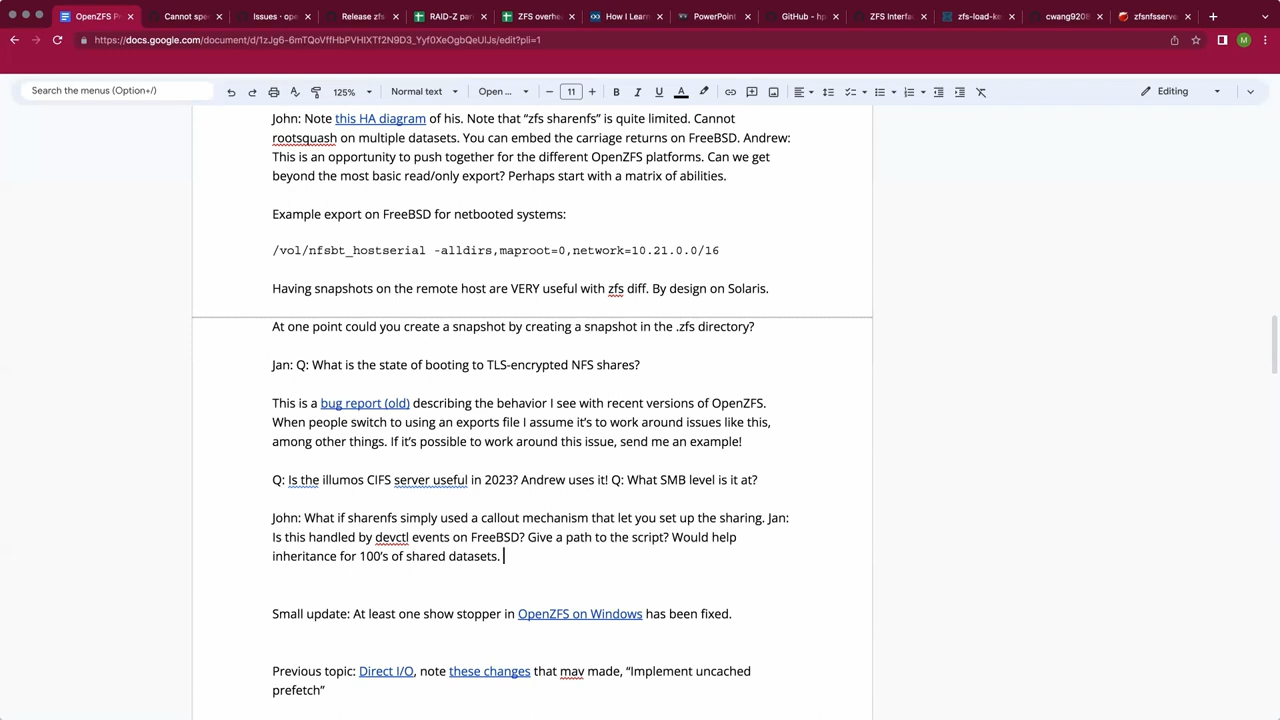 OpenZFS P
Cannot spe
Issues · ope
Release zfs
RAID-Z par
ZFS overhe
How I Lear
PowerPoint
GitHub - hp
ZFS Interfa
zfs-load-ke
cwang9208
zfsnfsserve
https://docs.google.com/document/d/1zJg6-6mTQoVffHbPVHIXTf2N9D3_Yyf0XeOgbQeUlJs/edit?pli=1
M
Search the menus (Option+/)
125%
Normal text
Open ...
11
B I U A
Editing
John: Note this HA diagram of his. Note that “zfs sharenfs” is quite limited. Cannot
rootsquash on multiple datasets. You can embed the carriage returns on FreeBSD. Andrew:
This is an opportunity to push together for the different OpenZFS platforms. Can we get
beyond the most basic read/only export? Perhaps start with a matrix of abilities.
Example export on FreeBSD for netbooted systems:
/vol/nfsbt_hostserial -alldirs,maproot=0,network=10.21.0.0/16
Having snapshots on the remote host are VERY useful with zfs diff. By design on Solaris.
At one point could you create a snapshot by creating a snapshot in the .zfs directory?
Jan: Q: What is the state of booting to TLS-encrypted NFS shares?
This is a bug report (old) describing the behavior I see with recent versions of OpenZFS.
When people switch to using an exports file I assume it’s to work around issues like this,
among other things. If it’s possible to work around this issue, send me an example!
Q: Is the illumos CIFS server useful in 2023? Andrew uses it! Q: What SMB level is it at?
John: What if sharenfs simply used a callout mechanism that let you set up the sharing. Jan:
Is this handled by devctl events on FreeBSD? Give a path to the script? Would help
inheritance for 100’s of shared datasets.
Small update: At least one show stopper in OpenZFS on Windows has been fixed.
Previous topic: Direct I/O, note these changes that mav made, “Implement uncached
prefetch”